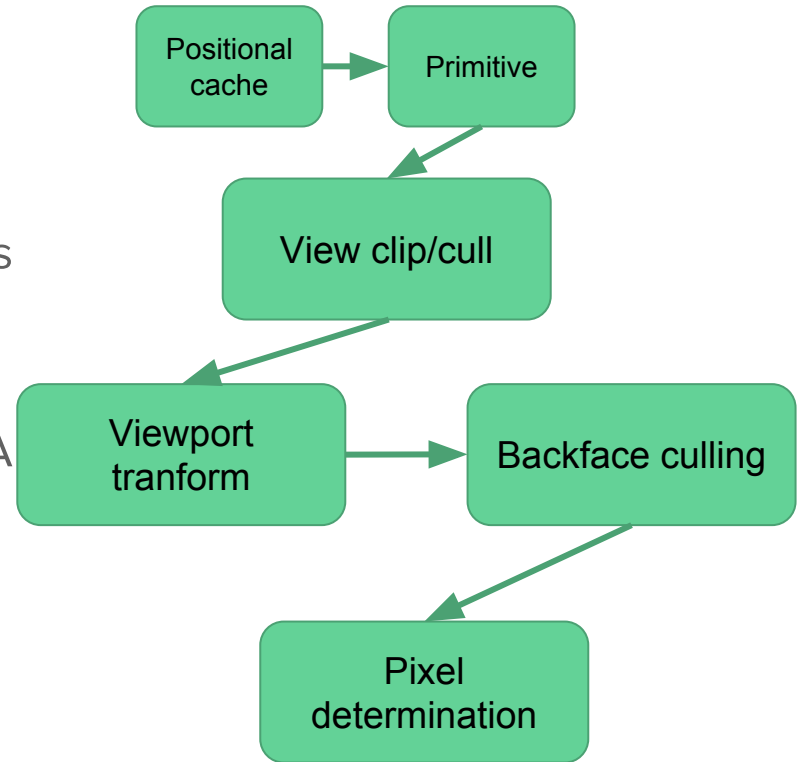 Positional
cache
Primitive
s
View clip/cull
A
Viewport
tranform
Backface culling
Pixel
determination